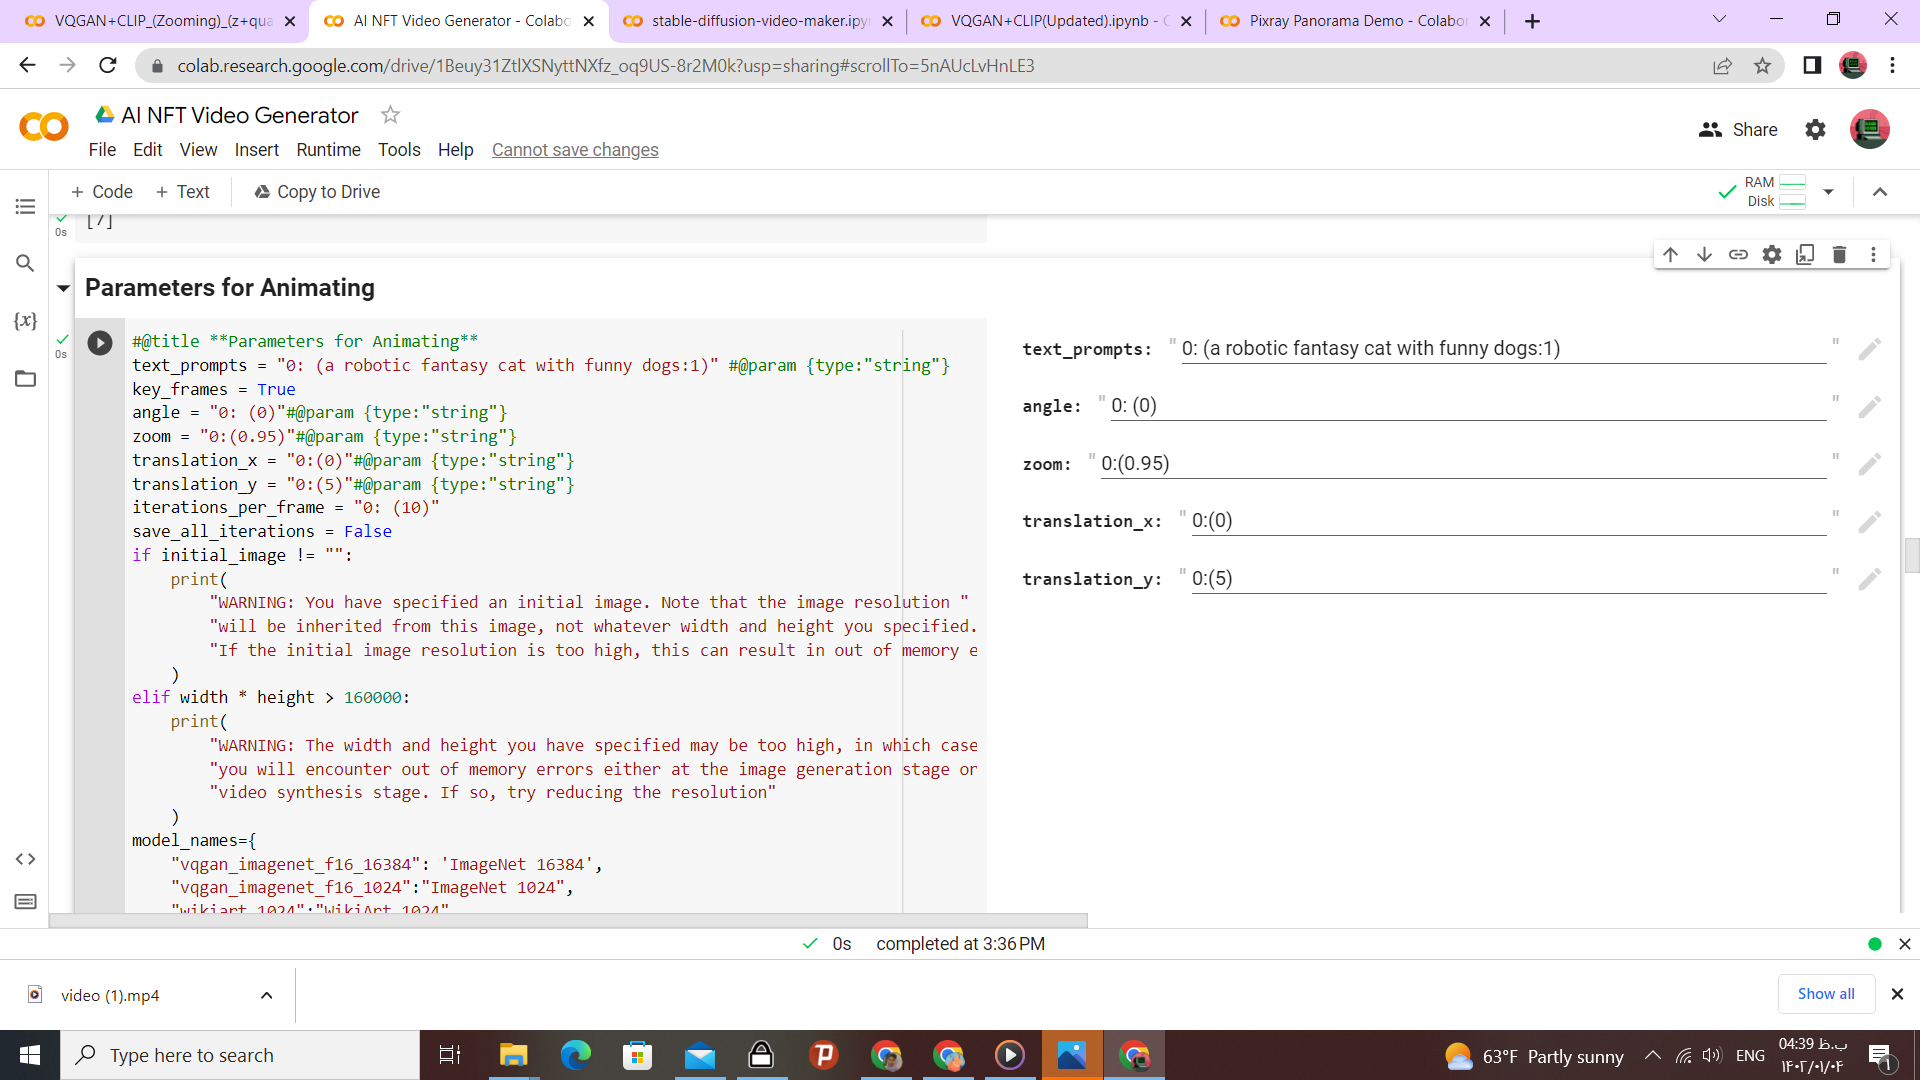 VQGAN+CLIP_(Zooming)_(z+qua
AI NFT Video Generator - Colabo
stable-diffusion-video-maker.ipy
VQGAN+CLIP(Updated).ipynb - C
Pixray Panorama Demo - Colabor
colab.research.google.com/drive/1Beuy31ZtlXSNyttNXfz_oq9US-8r2M0k?usp=sharing#scrollTo=5nAUcLvHnLE3
AI NFT Video Generator
Share
File Edit View Insert Runtime Tools Help Cannot save changes
+ Code + Text Copy to Drive
RAM
Disk
[7]
0s
Parameters for Animating
0s
#@title **Parameters for Animating**
text_prompts = "0: (a robotic fantasy cat with funny dogs:1)" #@param {type:"string"}
key_frames = True
angle = "0: (0)"#@param {type:"string"}
zoom = "0:(0.95)"#@param {type:"string"}
translation_x = "0:(0)"#@param {type:"string"}
translation_y = "0:(5)"#@param {type:"string"}
iterations_per_frame = "0: (10)"
save_all_iterations = False
if initial_image != "":
print(
"WARNING: You have specified an initial image. Note that the image resolution "
"will be inherited from this image, not whatever width and height you specified.
"If the initial image resolution is too high, this can result in out of memory e
)
elif width * height > 160000:
print(
"WARNING: The width and height you have specified may be too high, in which case
"you will encounter out of memory errors either at the image generation stage or
"video synthesis stage. If so, try reducing the resolution"
)
model_names={
"vqgan_imagenet_f16_16384": 'ImageNet 16384',
"vqgan_imagenet_f16_1024":"ImageNet 1024",
"wikiart_1024":"WikiArt 1024"
text_prompts: "0: (a robotic fantasy cat with funny dogs:1)"
angle: "0: (0)"
zoom: "0:(0.95)"
translation_x: "0:(0)"
translation_y: "0:(5)"
0s completed at 3:36 PM
video (1).mp4
Show all
Type here to search
63°F Partly sunny
ENG
04:39 ب.ظ
۱۴۰۲/۰۱/۰۴
۱